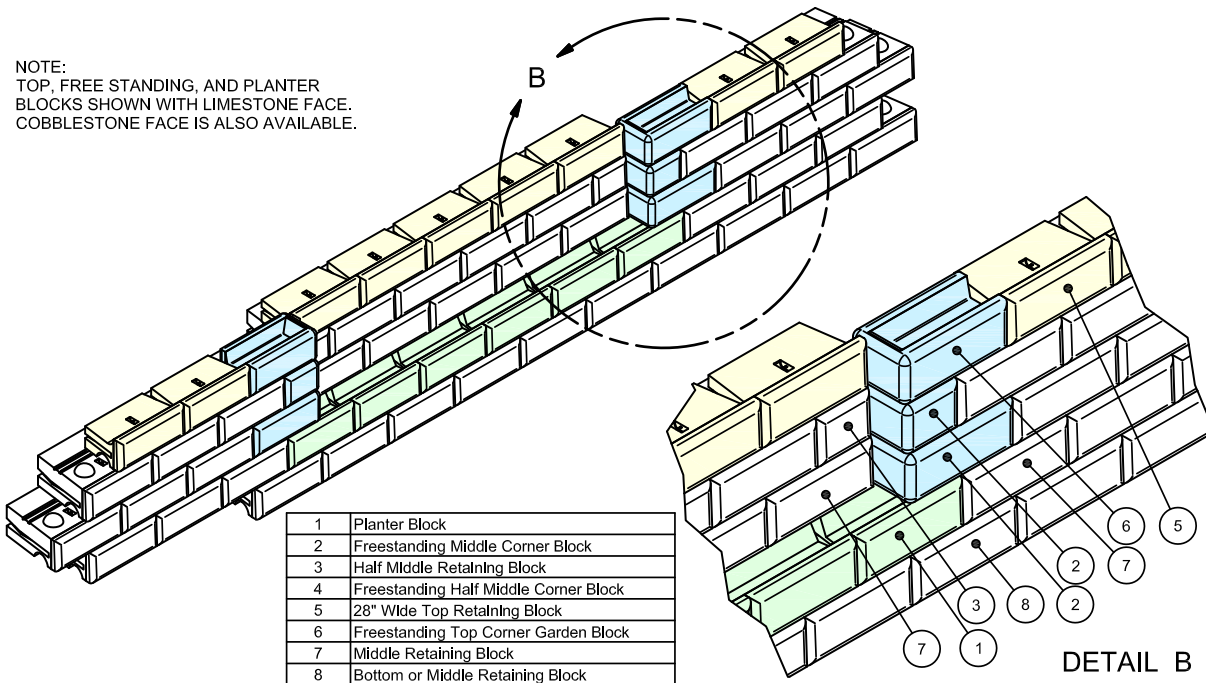 NOTE:
TOP, FREE STANDING, AND PLANTER
BLOCKS SHOWN WITH LIMESTONE FACE.
COBBLESTONE FACE IS ALSO AVAILABLE.
B
1 Planter Block
2 Freestanding Middle Corner Block
3 Half Middle Retaining Block
4 Freestanding Half Middle Corner Block
5 28" Wide Top Retaining Block
6 Freestanding Top Corner Garden Block
7 Middle Retaining Block
8 Bottom or Middle Retaining Block
6
5
2
7
3
8
2
7
1
DETAIL B